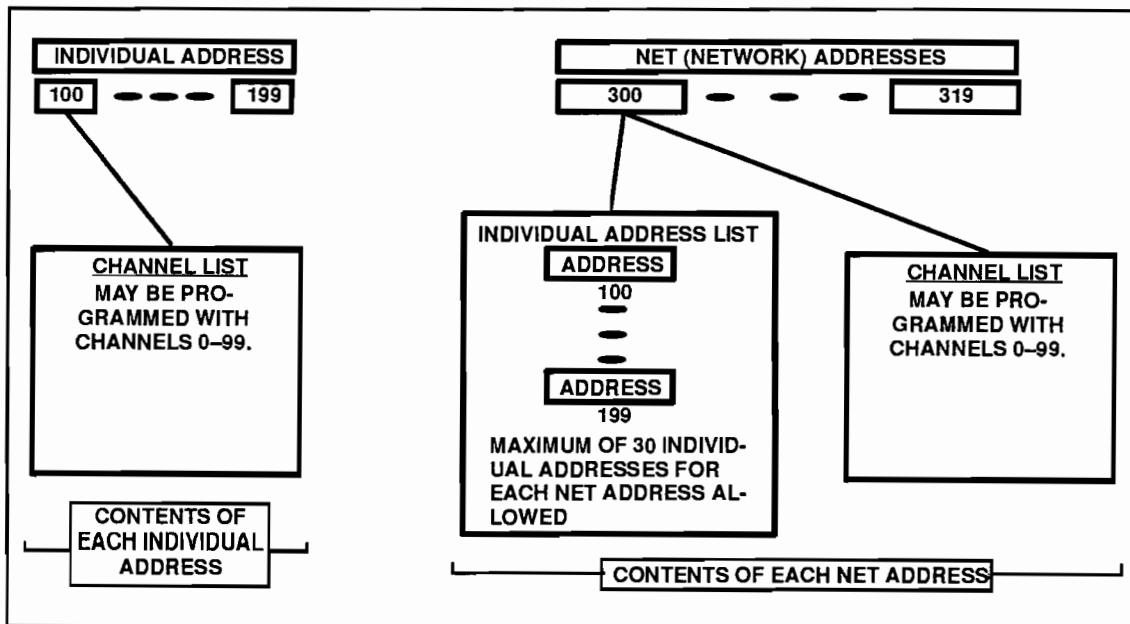 INDIVIDUAL ADDRESS
100
199
CHANNEL LIST
MAY BE PRO-
GRAMMED WITH
CHANNELS 0–99.
CONTENTS OF
EACH INDIVIDUAL
ADDRESS
NET (NETWORK) ADDRESSES
300
319
INDIVIDUAL ADDRESS LIST
ADDRESS
100
ADDRESS
199
MAXIMUM OF 30 INDIVID-
UAL ADDRESSES FOR
EACH NET ADDRESS AL-
LOWED
CHANNEL LIST
MAY BE PRO-
GRAMMED WITH
CHANNELS 0–99.
CONTENTS OF EACH NET ADDRESS